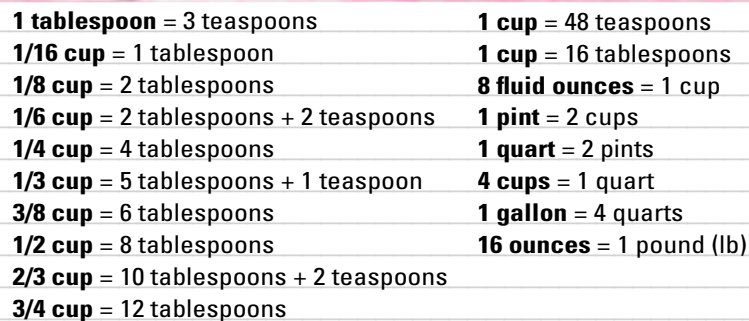 1 tablespoon = 3 teaspoons
1/16 cup = 1 tablespoon
1/8 cup = 2 tablespoons
1/6 cup = 2 tablespoons + 2 teaspoons
1/4 cup = 4 tablespoons
1/3 cup = 5 tablespoons + 1 teaspoon
3/8 cup = 6 tablespoons
1/2 cup = 8 tablespoons
2/3 cup = 10 tablespoons + 2 teaspoons
3/4 cup = 12 tablespoons
1 cup = 48 teaspoons
1 cup = 16 tablespoons
8 fluid ounces = 1 cup
1 pint = 2 cups
1 quart = 2 pints
4 cups = 1 quart
1 gallon = 4 quarts
16 ounces = 1 pound (lb)